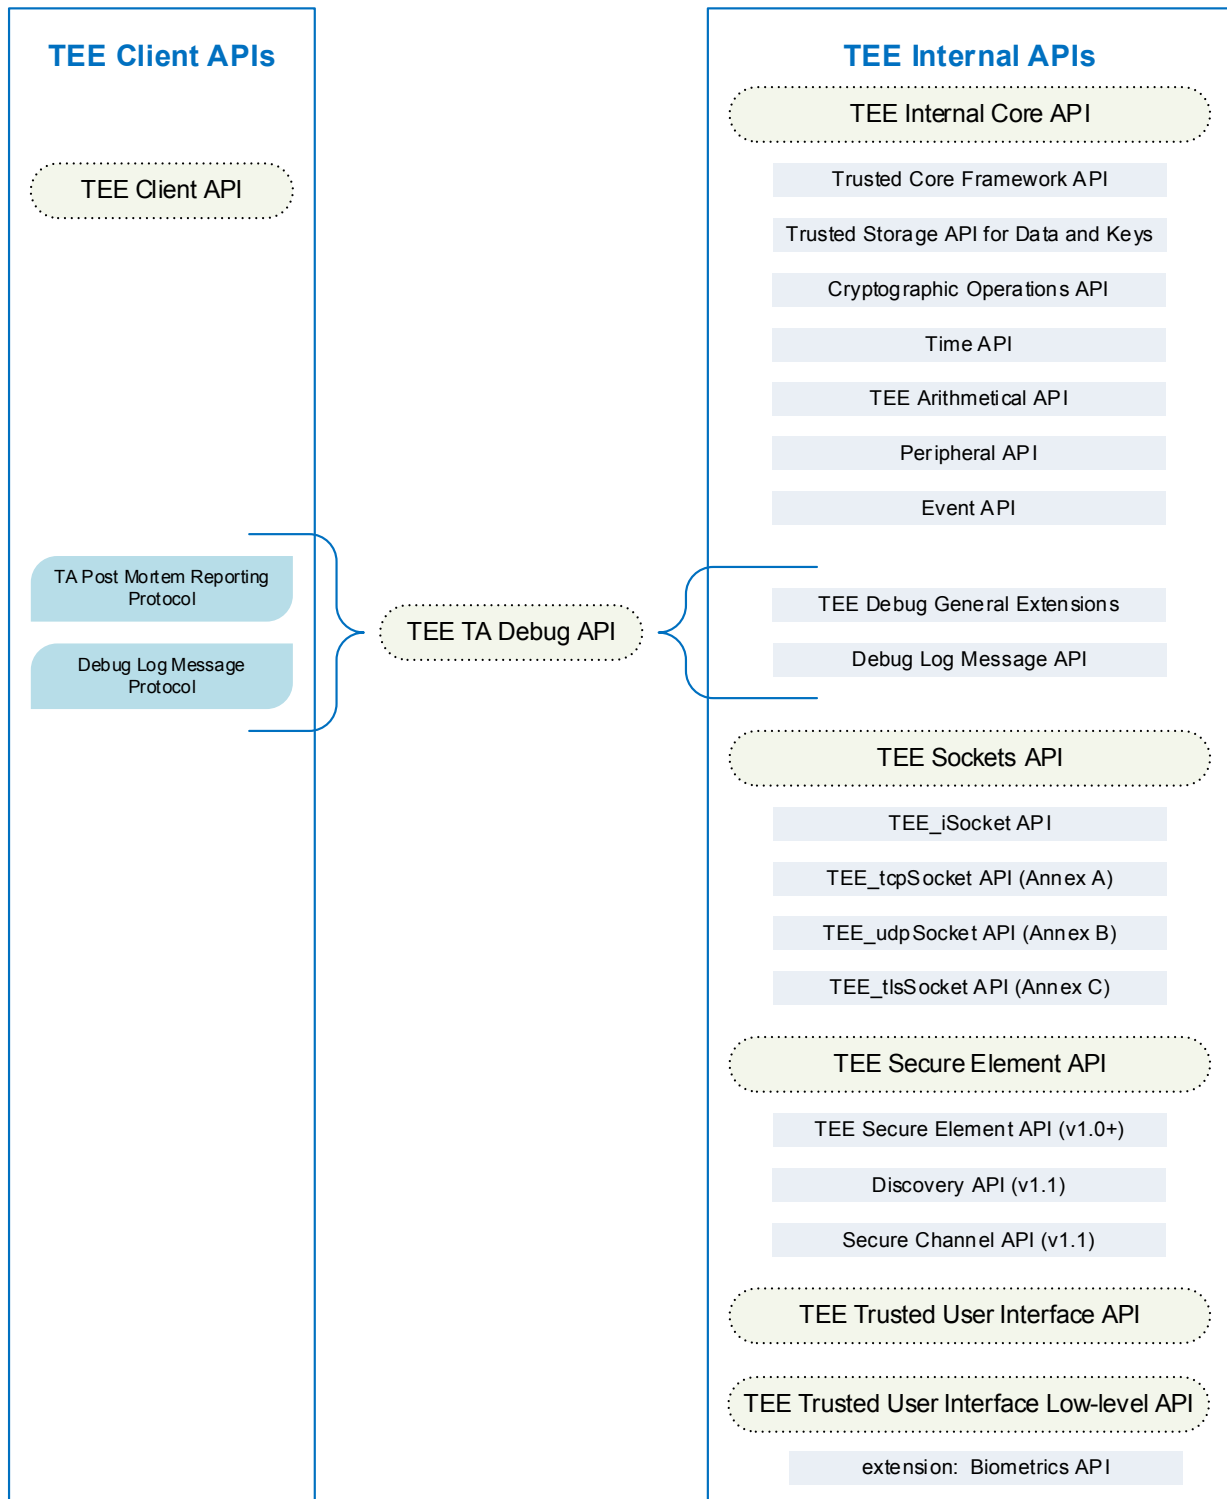 TEE Client APIs
TEE Client API
TA Post Mortem Reporting
Protocol
Debug Log Message
Protocol
TEE TA Debug API
TEE Internal APIs
TEE Internal Core API
Trusted Core Framework API
Trusted Storage API for Data and Keys
Cryptographic Operations API
Time API
TEE Arithmetical API
Peripheral API
Event API
TEE Debug General Extensions
Debug Log Message API
TEE Sockets API
TEE_iSocket API
TEE_tcpSocket API (Annex A)
TEE_udpSocket API (Annex B)
TEE_tlsSocket API (Annex C)
TEE Secure Element API
TEE Secure Element API (v1.0+)
Discovery API (v1.1)
Secure Channel API (v1.1)
TEE Trusted User Interface API
TEE Trusted User Interface Low-level API
extension: Biometrics API